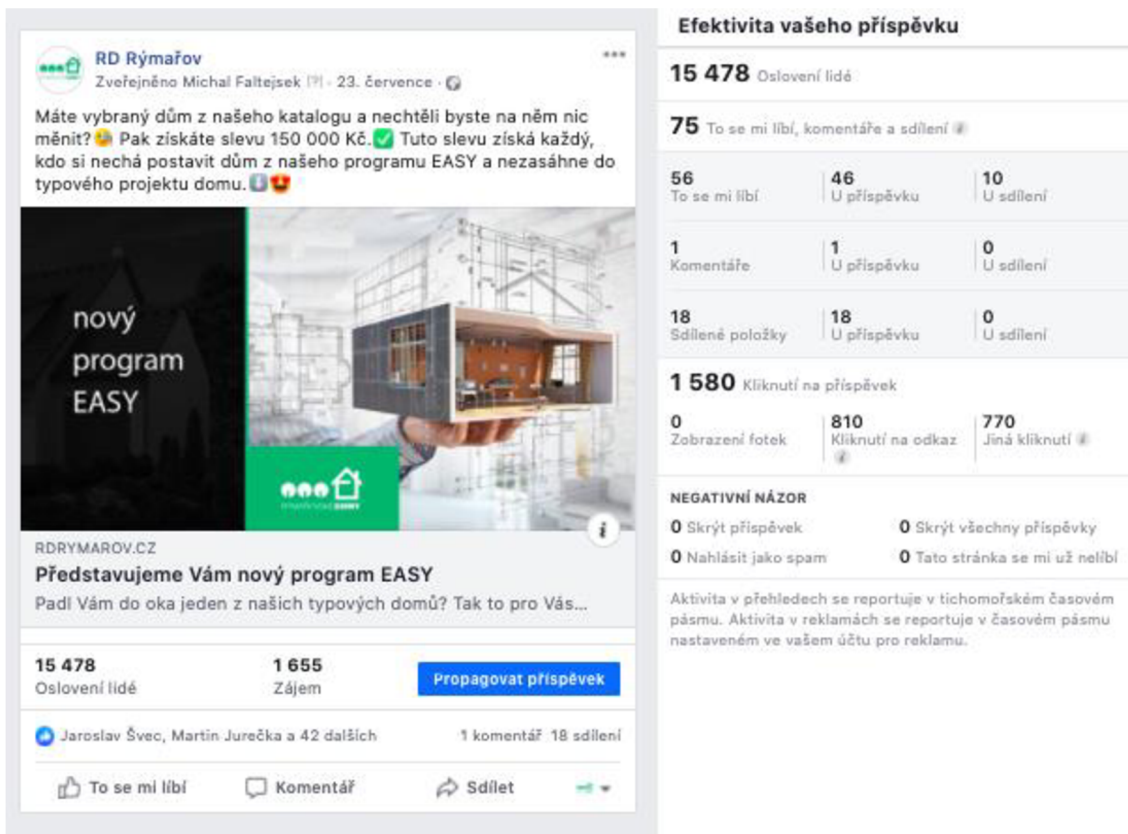 RD Rýmařov
Zveřejněno Michal Faltejsek [?] · 23. července ·
Máte vybraný dům z našeho katalogu a nechtěli byste na něm nic
měnit? Pak získáte slevu 150 000 Kč. Tuto slevu získá každý,
kdo si nechá postavit dům z našeho programu EASY a nezasáhne do
typového projektu domu.
nový
program
EASY
RDRYMAROV.CZ
Představujeme Vám nový program EASY
Padl Vám do oka jeden z našich typových domů? Tak to pro Vás...
15 478
Oslovení lidé
1 655
Zájem
Propagovat příspěvek
Jaroslav Švec, Martin Jurečka a 42 dalších
1 komentář 18 sdílení
To se mi líbí
Komentář
Sdílet
Efektivita vašeho příspěvku
15 478 Oslovení lidé
75 To se mi líbí, komentáře a sdílení
56 46 10
To se mi líbí U příspěvku U sdílení
1 1 0
Komentáře U příspěvku U sdílení
18 18 0
Sdílené položky U příspěvku U sdílení
1 580 Kliknutí na příspěvek
0 810 770
Zobrazení fotek Kliknutí na odkaz Jiná kliknutí
NEGATIVNÍ NÁZOR
0 Skrýt příspěvek 0 Skrýt všechny příspěvky
0 Nahlásit jako spam 0 Tato stránka se mi už nelíbí
Aktivita v přehledech se reportuje v tichomořském časovém
pásmu. Aktivita v reklamách se reportuje v časovém pásmu
nastaveném ve vašem účtu pro reklamu.